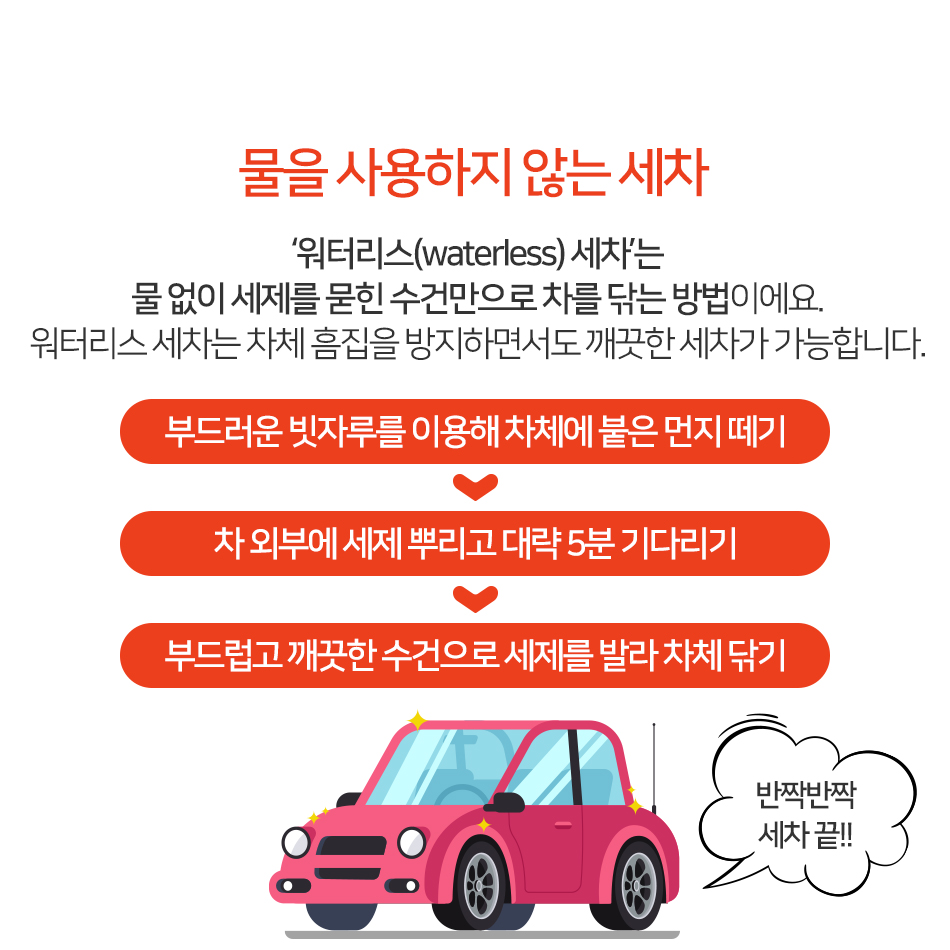 물을 사용하지 않는 세차
‘워터리스(waterless) 세차’는
물 없이 세제를 묻힌 수건만으로 차를 닦는 방법이에요.
워터리스 세차는 차체 흠집을 방지하면서도 깨끗한 세차가 가능합니다.
부드러운 빗자루를 이용해 차체에 붙은 먼지 떼기
차 외부에 세제 뿌리고 대략 5분 기다리기
부드럽고 깨끗한 수건으로 세제를 발라 차체 닦기
반짝반짝
세차 끝!!